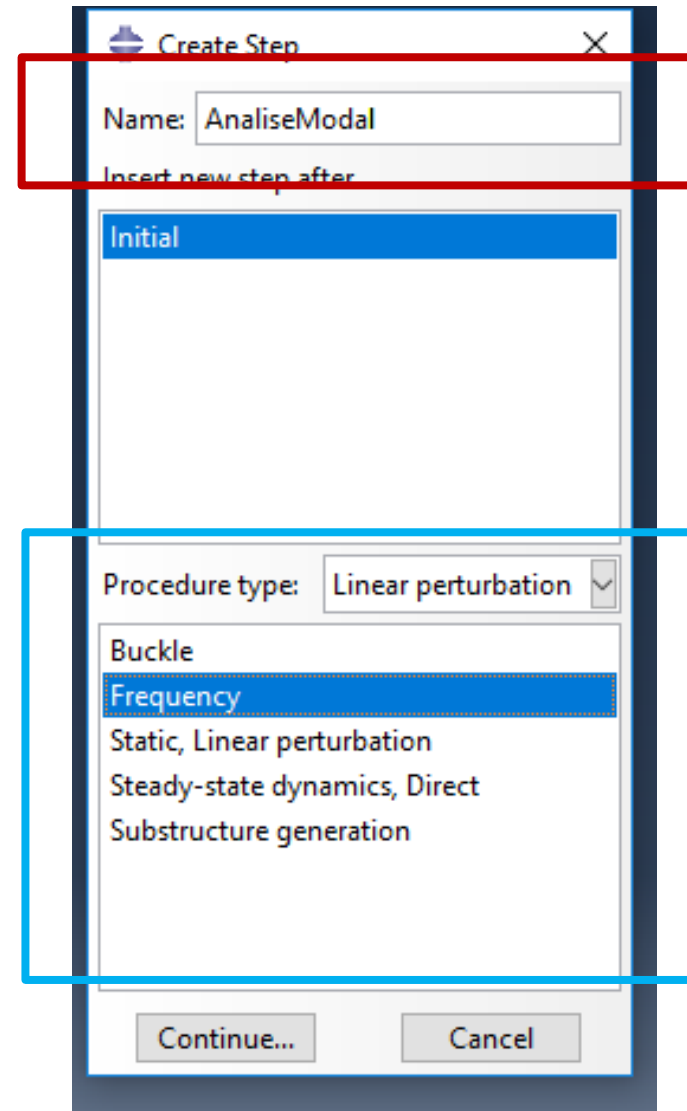 Create Step
Name: AnaliseModal
Insert new step after
Initial
Procedure type: Linear perturbation
Buckle
Frequency
Static, Linear perturbation
Steady-state dynamics, Direct
Substructure generation
Continue... Cancel